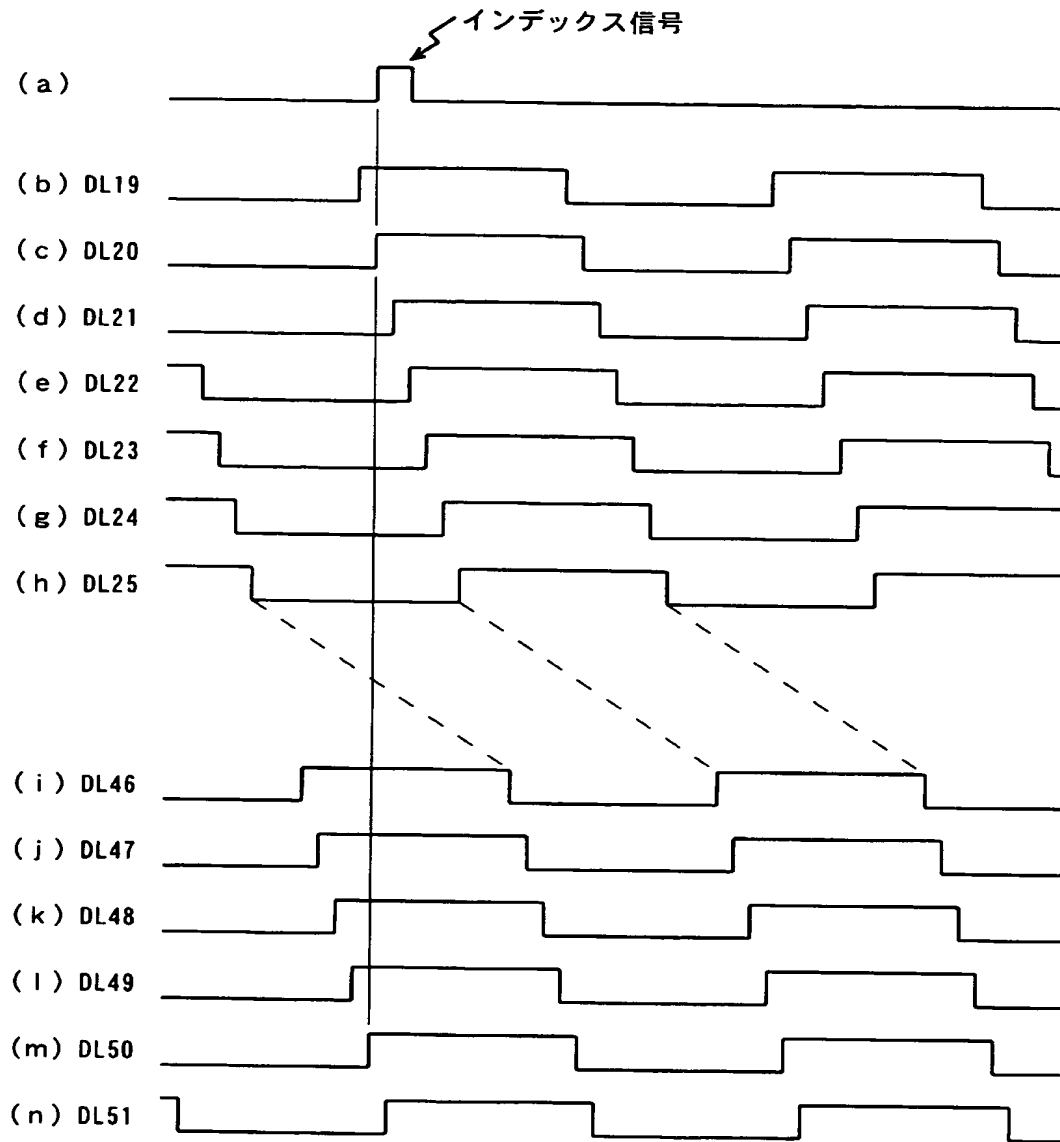 インデックス信号
(a)
(b) DL19
(c) DL20
(d) DL21
(e) DL22
(f) DL23
(g) DL24
(h) DL25
(i) DL46
(j) DL47
(k) DL48
(l) DL49
(m) DL50
(n) DL51